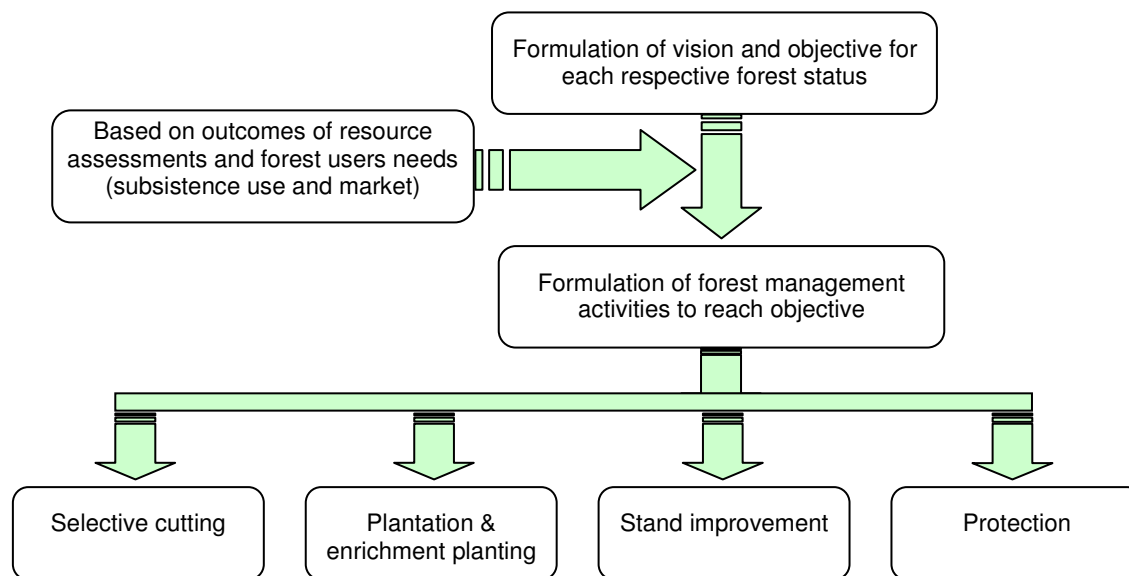 Formulation of vision and objective for
each respective forest status
Based on outcomes of resource
assessments and forest users needs
(subsistence use and market)
Formulation of forest management
activities to reach objective
Selective cutting
Plantation &
enrichment planting
Stand improvement
Protection